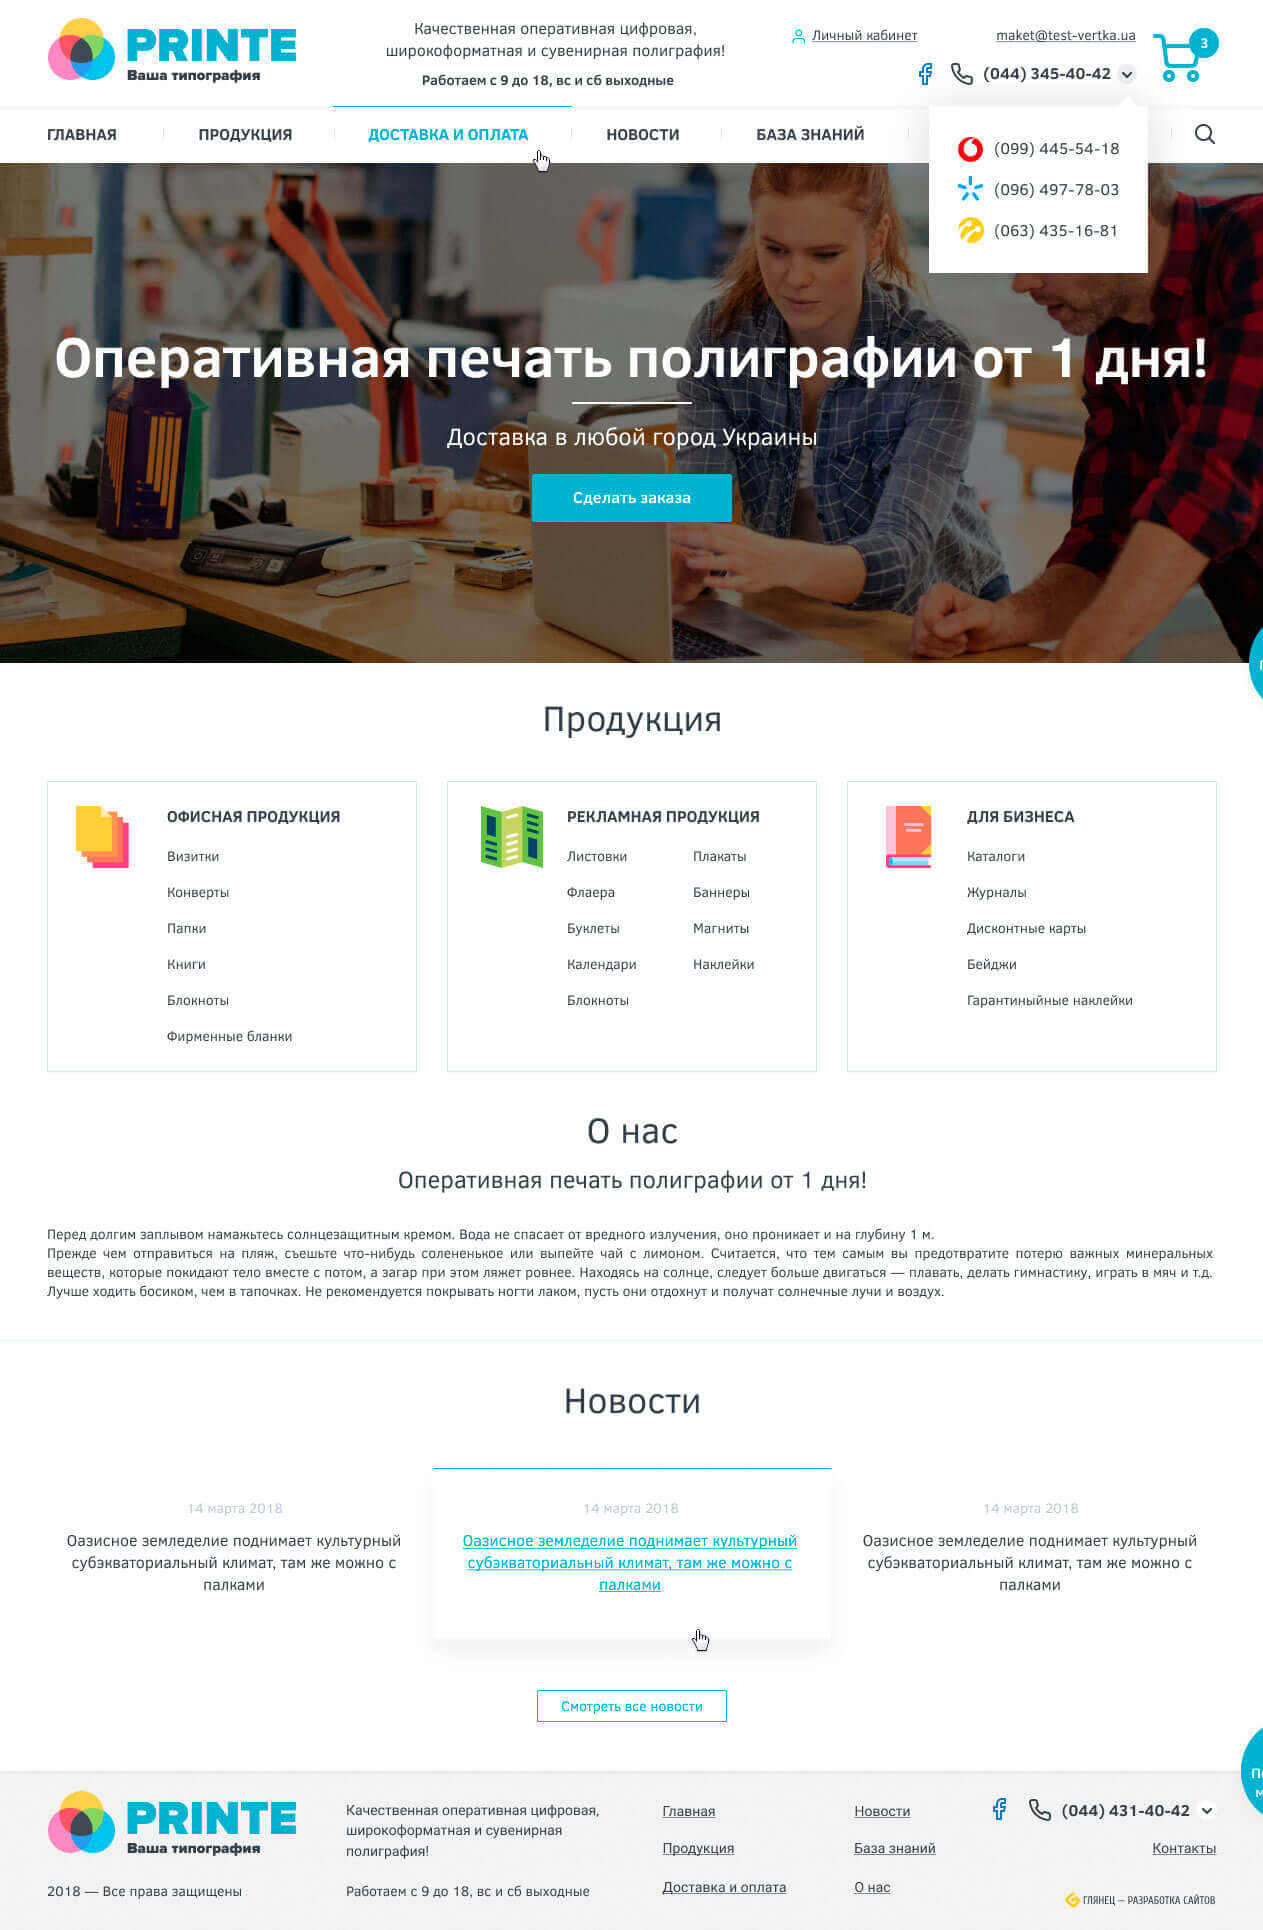 PRINTE
Ваша типография
Качественная оперативная цифровая,
широкоформатная и сувенирная полиграфия!
Работаем с 9 до 18, вс и сб выходные
Личный кабинет
maket@test-vertka.ua
3
(044) 345-40-42
ГЛАВНАЯ
ПРОДУКЦИЯ
ДОСТАВКА И ОПЛАТА
НОВОСТИ
БАЗА ЗНАНИЙ
(099) 445-54-18
(096) 497-78-03
(063) 435-16-81
Оперативная печать полиграфии от 1 дня!
Доставка в любой город Украины
Сделать заказа
Продукция
ОФИСНАЯ ПРОДУКЦИЯ
Визитки
Конверты
Папки
Книги
Блокноты
Фирменные бланки
РЕКЛАМНАЯ ПРОДУКЦИЯ
Листовки Плакаты
Флаера Баннеры
Буклеты Магниты
Календари Наклейки
Блокноты
ДЛЯ БИЗНЕСА
Каталоги
Журналы
Дисконтные карты
Бейджи
Гарантиныйные наклейки
О нас
Оперативная печать полиграфии от 1 дня!
Перед долгим заплывом намажьтесь солнцезащитным кремом. Вода не спасает от вредного излучения, оно проникает и на глубину 1 м.
Прежде чем отправиться на пляж, съешьте что-нибудь солененькое или выпейте чай с лимоном. Считается, что тем самым вы предотвратите потерю важных минеральных
веществ, которые покидают тело вместе с потом, а загар при этом ляжет ровнее. Находясь на солнце, следует больше двигаться — плавать, делать гимнастику, играть в мяч и т.д.
Лучше ходить босиком, чем в тапочках. Не рекомендуется покрывать ногти лаком, пусть они отдохнут и получат солнечные лучи и воздух.
Новости
14 марта 2018
Оазисное земледелие поднимает культурный
субэкваториальный климат, там же можно с
палками
14 марта 2018
Оазисное земледелие поднимает культурный
субэкваториальный климат, там же можно с
палками
14 марта 2018
Оазисное земледелие поднимает культурный
субэкваториальный климат, там же можно с
палками
Смотреть все новости
PRINTE
Ваша типография
2018 — Все права защищены
Качественная оперативная цифровая,
широкоформатная и сувенирная
полиграфия!
Работаем с 9 до 18, вс и сб выходные
Главная
Продукция
Доставка и оплата
Новости
База знаний
О нас
(044) 431-40-42
Контакты
ГЛЯНЕЦ — РАЗРАБОТКА САЙТОВ